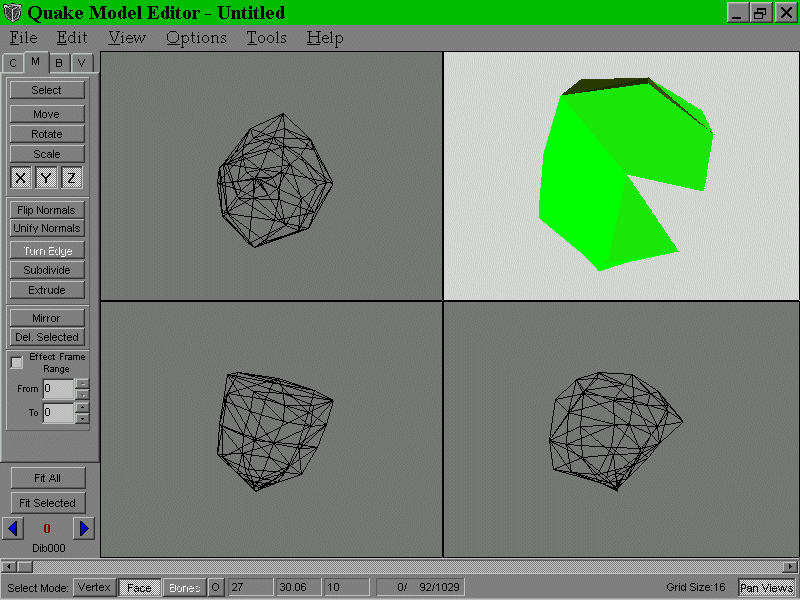 Quake Model Editor - Untitled
File Edit View Options Tools Help
C M B V
Select
Move
Rotate
Scale
X Y Z
Flip Normals
Unify Normals
Turn Edge
Subdivide
Extrude
Mirror
Del. Selected
Effect Frame
Range
From 0
To 0
Fit All
Fit Selected
0
Dib000
Select Mode: Vertex Face Bones O 27 30.06 10 0/ 92/1029 Grid Size:16 Pan Views